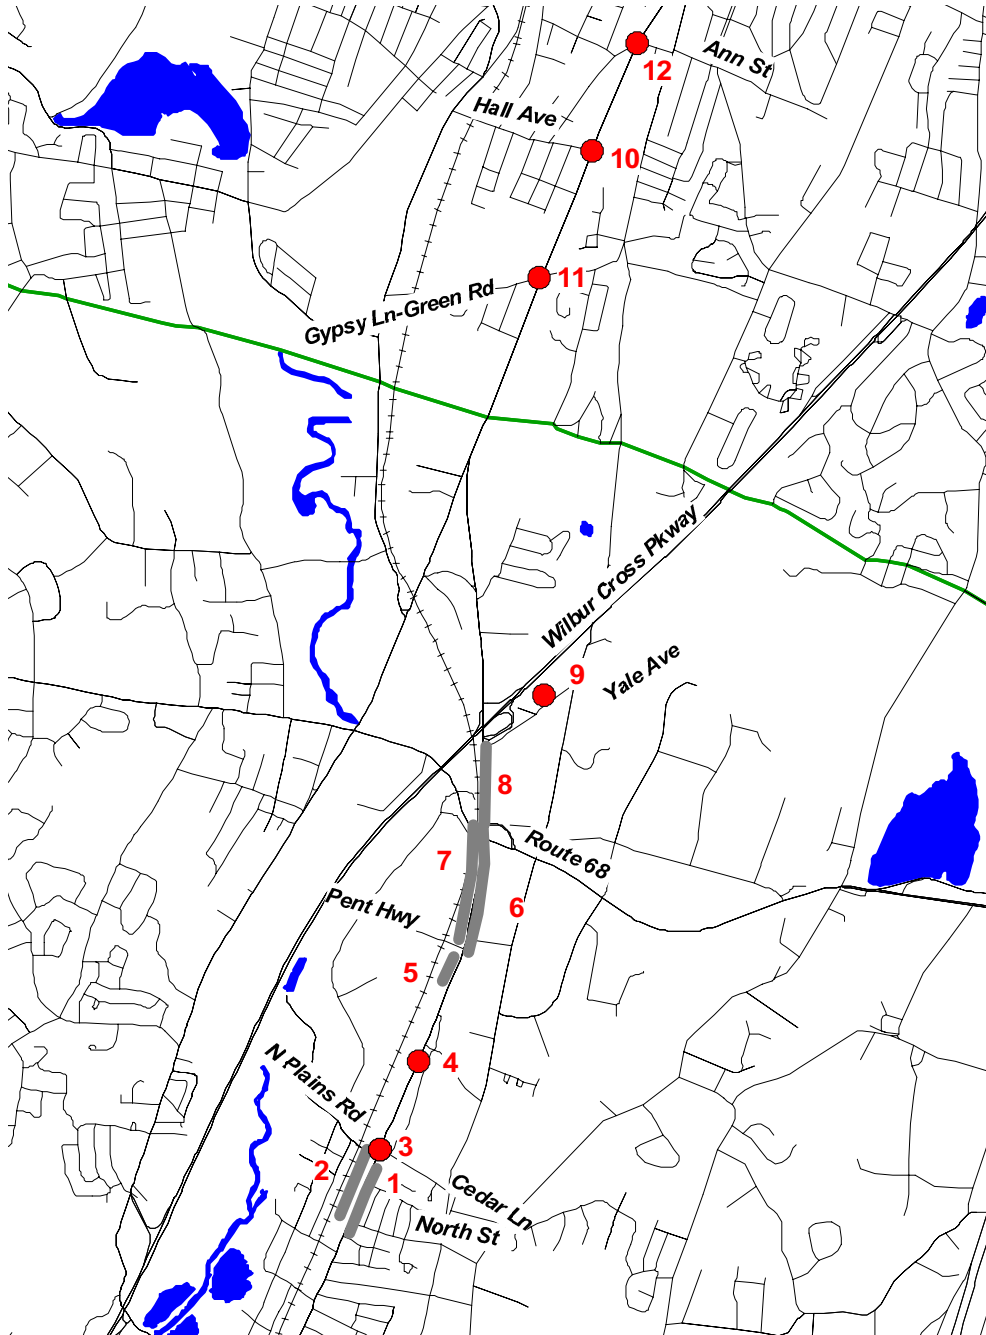 Ann St
12
Hall Ave
10
11
Gypsy Ln-Green Rd
Wilbur Cross Pkway
9
Yale Ave
8
Route 68
7
Pent Hwy
6
5
N Plains Rd
4
3
2
1
Cedar Ln
North St